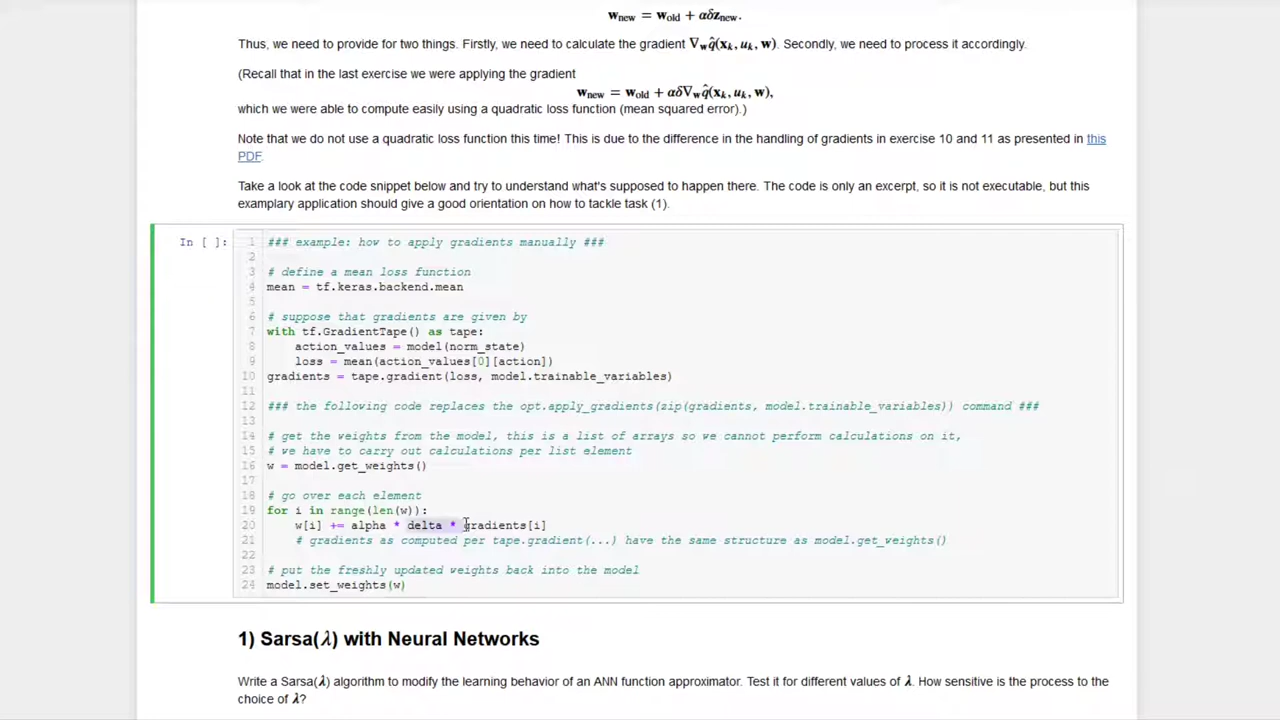 w_new = w_old + αδz_new.
Thus, we need to provide for two things. Firstly, we need to calculate the gradient ∇_w q̂(x_k, u_k, w). Secondly, we need to process it accordingly.
(Recall that in the last exercise we were applying the gradient
w_new = w_old + αδ∇_w q̂(x_k, u_k, w),
which we were able to compute easily using a quadratic loss function (mean squared error).)
Note that we do not use a quadratic loss function this time! This is due to the difference in the handling of gradients in exercise 10 and 11 as presented in this
PDF.
Take a look at the code snippet below and try to understand what's supposed to happen there. The code is only an excerpt, so it is not executable, but this
examplary application should give a good orientation on how to tackle task (1).
In [ ]:
1 ### example: how to apply gradients manually ###
2
3 # define a mean loss function
4 mean = tf.keras.backend.mean
5
6 # suppose that gradients are given by
7 with tf.GradientTape() as tape:
8     action_values = model(norm_state)
9     loss = mean(action_values[0][action])
10 gradients = tape.gradient(loss, model.trainable_variables)
11
12 ### the following code replaces the opt.apply_gradients(zip(gradients, model.trainable_variables)) command ###
13
14 # get the weights from the model, this is a list of arrays so we cannot perform calculations on it,
15 # we have to carry out calculations per list element
16 w = model.get_weights()
17
18 # go over each element
19 for i in range(len(w)):
20     w[i] += alpha * delta * gradients[i]
21     # gradients as computed per tape.gradient(...) have the same structure as model.get_weights()
22
23 # put the freshly updated weights back into the model
24 model.set_weights(w)
1) Sarsa(λ) with Neural Networks
Write a Sarsa(λ) algorithm to modify the learning behavior of an ANN function approximator. Test it for different values of λ. How sensitive is the process to the
choice of λ?